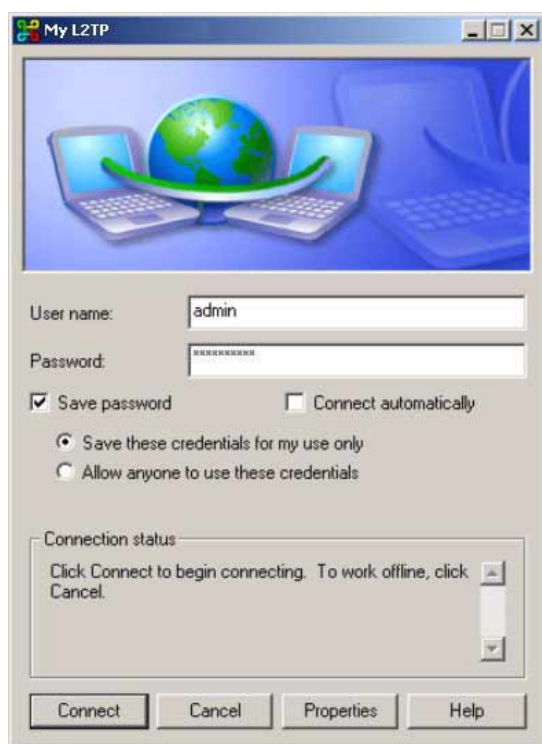 My L2TP
User name: admin
Password: **********
Save password Connect automatically
Save these credentials for my use only
Allow anyone to use these credentials
Connection status
Click Connect to begin connecting. To work offline, click
Cancel.
Connect Cancel Properties Help